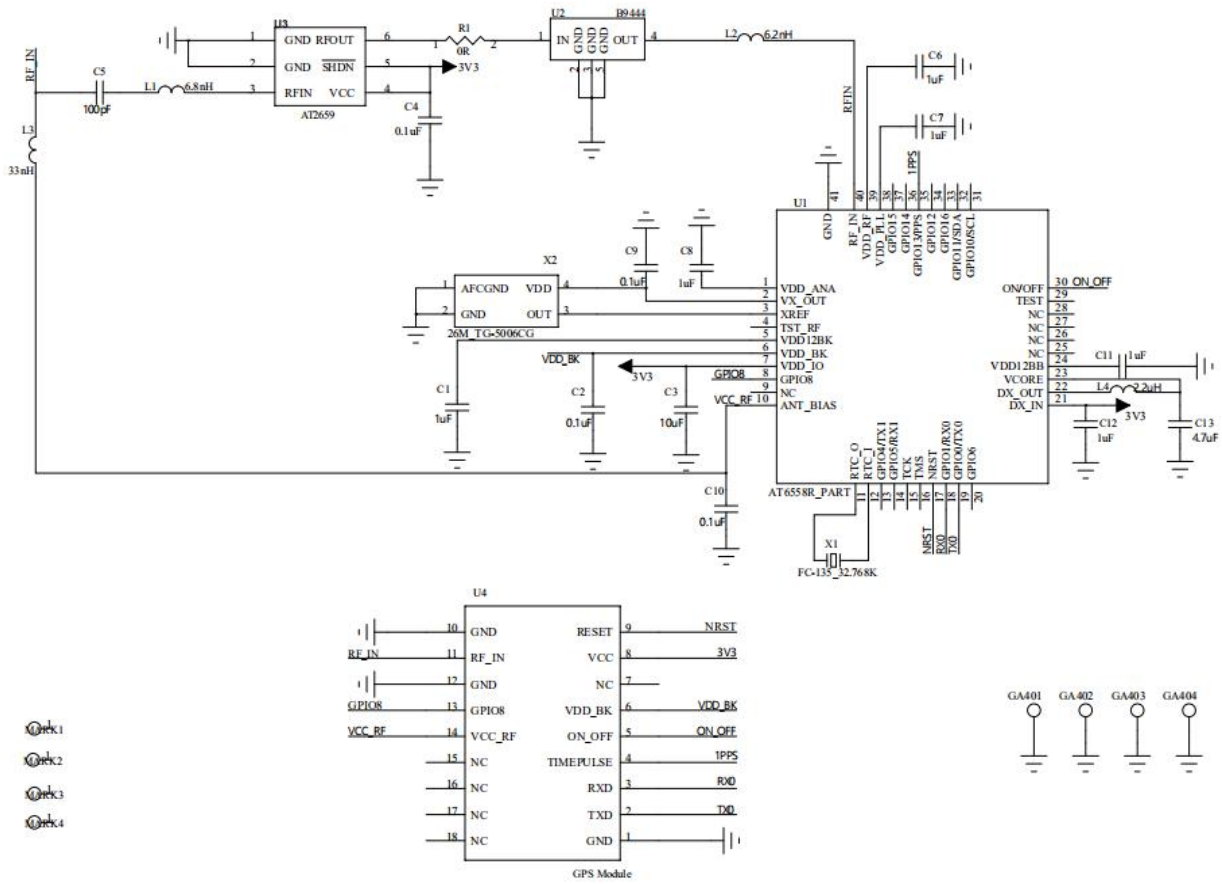 U3
GND RFOUT
GND SHDN
RFIN VCC
1 2 3 6 5 4
AT2659
RF_IN
C5
100pF
L1 6.8nH
L3
33nH
R1
0R
1 2
3V3
C4
0.1uF
U2 B9444
IN GND GND GND OUT
1 2 3 5 4
L2 6.2nH
RFIN
C6
1uF
C7
1uF
1PPS
U1
41 40 39 38 37 36 35 34 33 32 31
GND
RF_IN
VDD_RF
VDD_PLL
GPIO15
GPIO14
GPIO13/PPS
GPIO12
GPIO16
GPIO11/SDA
GPIO10/SCL
1 VDD_ANA
2 VX_OUT
3 XREF
4 TST_RF
5 VDD12BK
6 VDD_BK
7 VDD_IO
8 GPIO8
9 NC
10 ANT_BIAS
ON/OFF 30 ON_OFF
TEST 29
NC 28
NC 27
NC 26
NC 25
VDD12BB 24
VCORE 23
DX_OUT 22
DX_IN 21
RTC_O
RTC_I
GPIO4/TX1
GPIO5/RX1
TCK
TMS
NRST
GPIO1/RX0
GPIO0/TX0
GPIO6
11 12 13 14 15 16 17 18 19 20
AT6558R_PART
NRST
RX0
TX0
X1
FC-135_32.768K
C9
0.1uF
C8
1uF
X2
1 AFCGND VDD 4
2 GND OUT 3
26M_TG-5006CG
VDD_BK
3V3
GPIO8
VCC_RF
C1
1uF
C2
0.1uF
C3
10uF
C10
0.1uF
C11 1uF
L4 2.2uH
3V3
C12
1uF
C13
4.7uF
U4
10 GND RESET 9 NRST
RF_IN 11 RF_IN VCC 8 3V3
12 GND NC 7
GPIO8 13 GPIO8 VDD_BK 6 VDD_BK
VCC_RF 14 VCC_RF ON_OFF 5 ON_OFF
15 NC TIMEPULSE 4 1PPS
16 NC RXD 3 RX0
17 NC TXD 2 TX0
18 NC GND 1
GPS Module
MARK1 1
MARK2 1
MARK3 1
MARK4 1
GA401 GA402 GA403 GA404